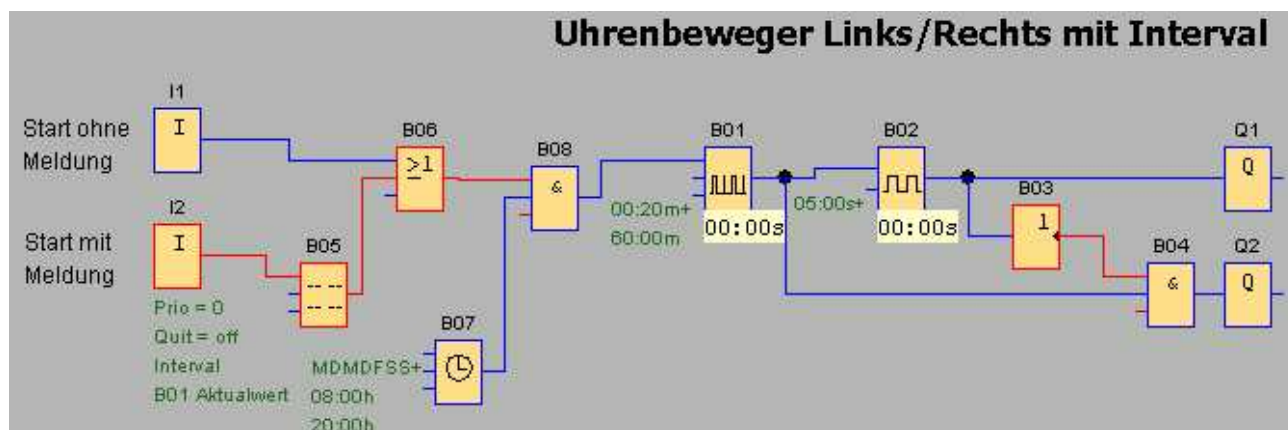 Uhrenbeweger Links/Rechts mit Interval
I1
Start ohne
Meldung
I
B06
≥1
B08
&
B01
00:20m+
60:00m
00:00s
B02
05:00s+
00:00s
Q1
Q
B03
1
I2
Start mit
Meldung
I
B05
B04
&
Q2
Q
Prio = 0
Quit = off
Interval
B01 Aktualwert
B07
MDMDFSS+
08:00h
20:00h